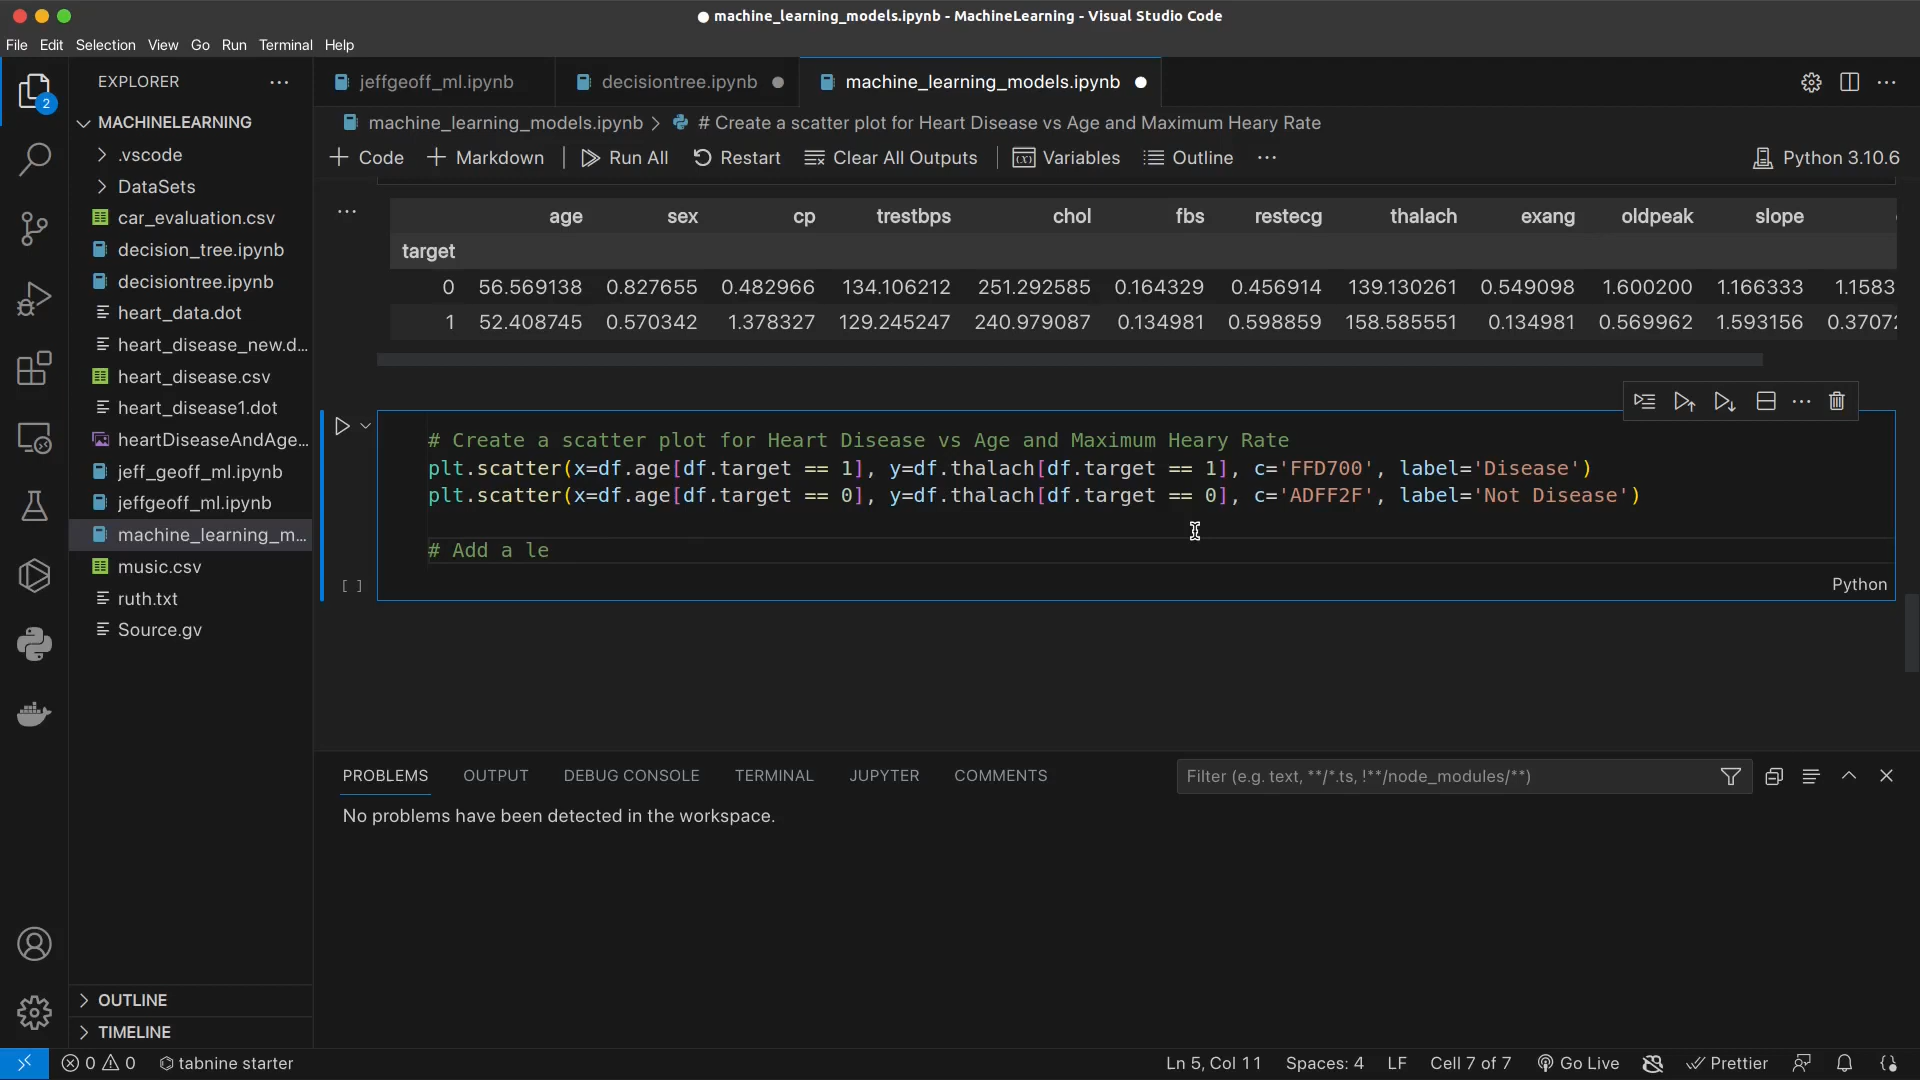 machine_learning_models.ipynb - MachineLearning - Visual Studio Code
File Edit Selection View Go Run Terminal Help
EXPLORER
2
MACHINELEARNING
.vscode
DataSets
car_evaluation.csv
decision_tree.ipynb
decisiontree.ipynb
heart_data.dot
heart_disease_new.d...
heart_disease.csv
heart_disease1.dot
heartDiseaseAndAge...
jeff_geoff_ml.ipynb
jeffgeoff_ml.ipynb
machine_learning_m...
music.csv
ruth.txt
Source.gv
OUTLINE
TIMELINE
jeffgeoff_ml.ipynb decisiontree.ipynb machine_learning_models.ipynb
machine_learning_models.ipynb > # Create a scatter plot for Heart Disease vs Age and Maximum Heary Rate
+ Code + Markdown Run All Restart Clear All Outputs Variables Outline ... Python 3.10.6
age sex cp trestbps chol fbs restecg thalach exang oldpeak slope
target
0 56.569138 0.827655 0.482966 134.106212 251.292585 0.164329 0.456914 139.130261 0.549098 1.600200 1.166333 1.1583
1 52.408745 0.570342 1.378327 129.245247 240.979087 0.134981 0.598859 158.585551 0.134981 0.569962 1.593156 0.3707
# Create a scatter plot for Heart Disease vs Age and Maximum Heary Rate
plt.scatter(x=df.age[df.target == 1], y=df.thalach[df.target == 1], c='FFD700', label='Disease')
plt.scatter(x=df.age[df.target == 0], y=df.thalach[df.target == 0], c='ADFF2F', label='Not Disease')
# Add a le
[ ]
Python
PROBLEMS OUTPUT DEBUG CONSOLE TERMINAL JUPYTER COMMENTS
Filter (e.g. text, **/*.ts, !**/node_modules/**)
No problems have been detected in the workspace.
0 0 tabnine starter Ln 5, Col 11 Spaces: 4 LF Cell 7 of 7 Go Live Prettier